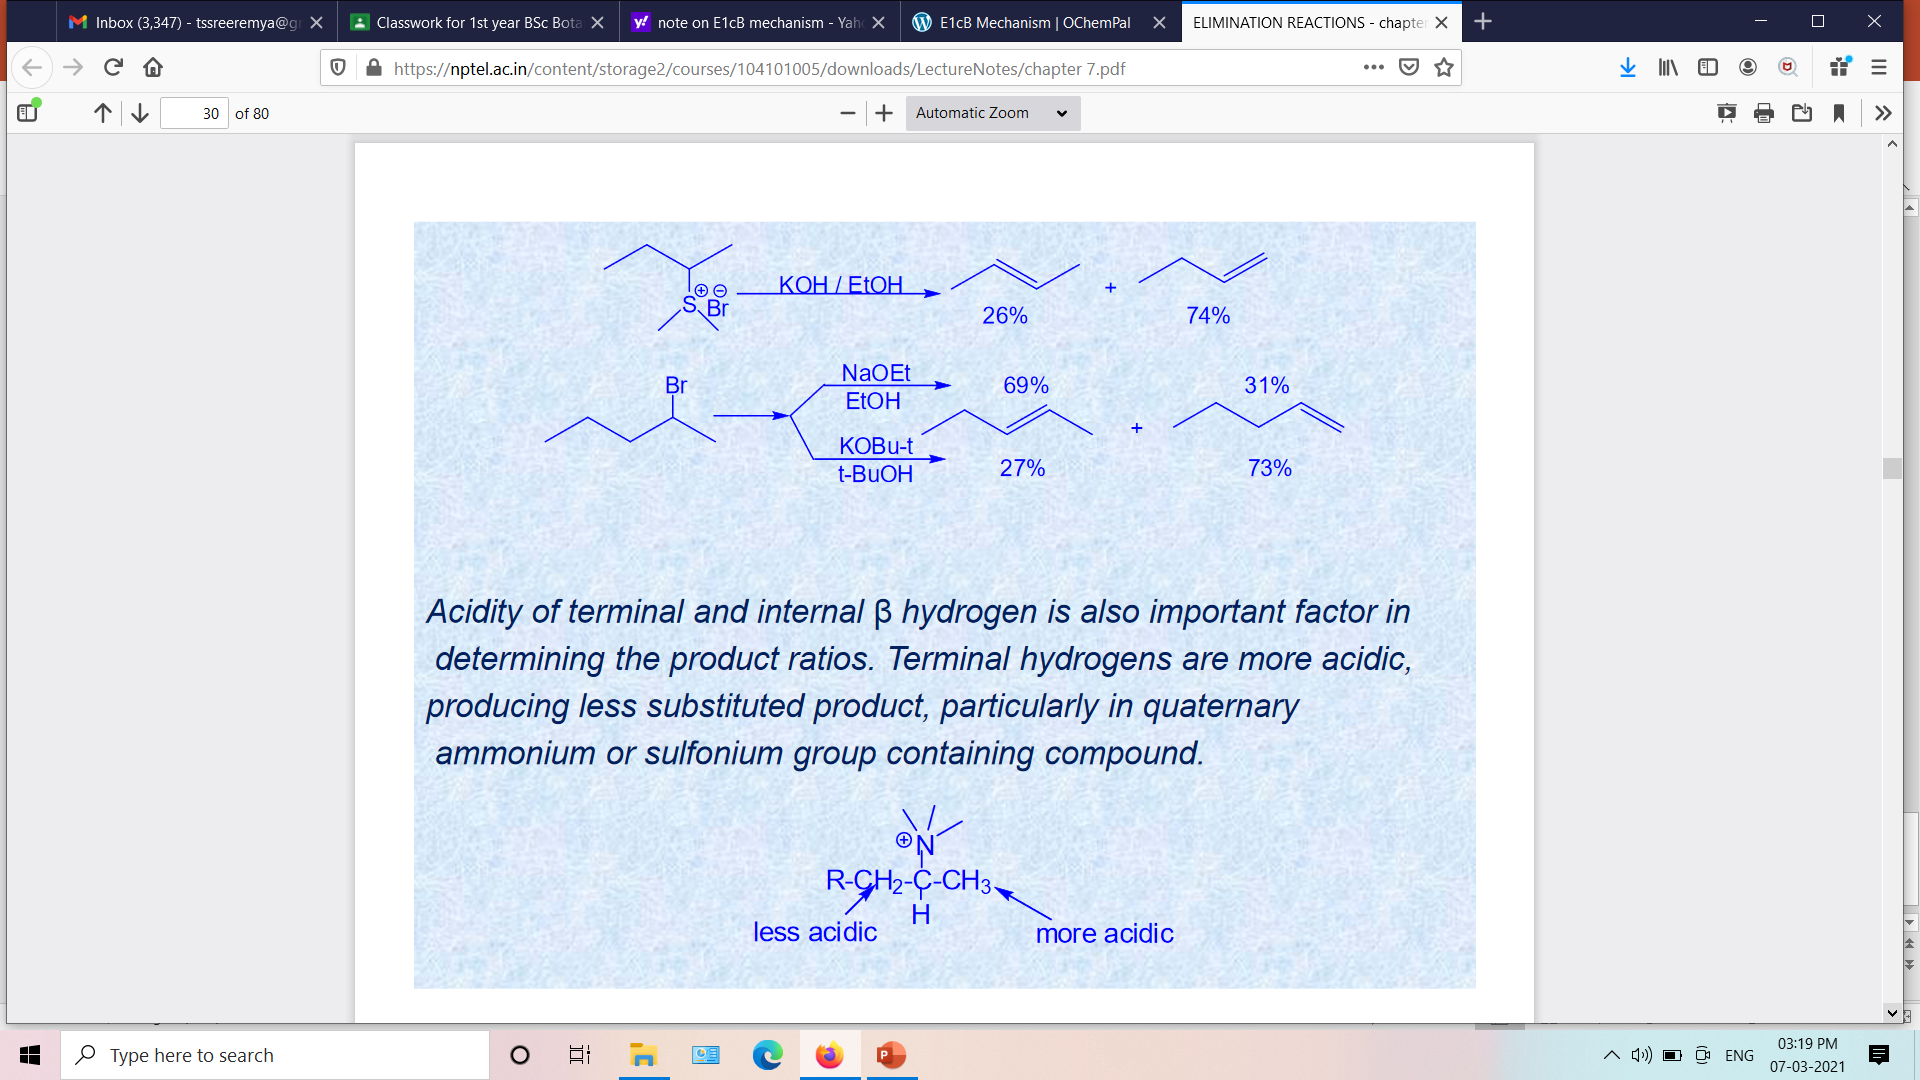 Inbox (3,347) - tssreeremya@g
Classwork for 1st year BSc Bota
note on E1cB mechanism - Yah
E1cB Mechanism | OChemPal
ELIMINATION REACTIONS - chapte
https://nptel.ac.in/content/storage2/courses/104101005/downloads/LectureNotes/chapter 7.pdf
30 of 80
Automatic Zoom
KOH / EtOH
S⊕ ⊖Br
+
26%
74%
Br
NaOEt
EtOH
69%
31%
+
KOBu-t
t-BuOH
27%
73%
Acidity of terminal and internal β hydrogen is also important factor in
determining the product ratios. Terminal hydrogens are more acidic,
producing less substituted product, particularly in quaternary
ammonium or sulfonium group containing compound.
⊕N
R-CH2-C-CH3
H
less acidic
more acidic
Type here to search
ENG
03:19 PM
07-03-2021